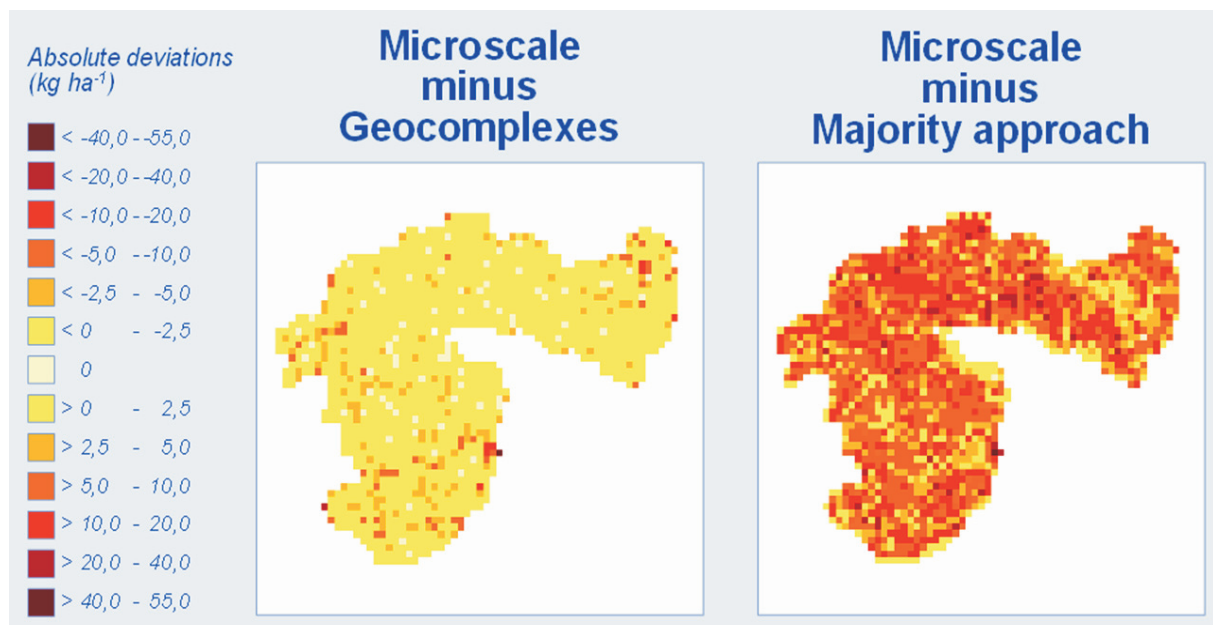 Absolute deviations
(kg ha-1)
< -40,0 - -55,0
< -20,0 - -40,0
< -10,0 - -20,0
< -5,0 - -10,0
< -2,5 - -5,0
< 0 - -2,5
0
> 0 - 2,5
> 2,5 - 5,0
> 5,0 - 10,0
> 10,0 - 20,0
> 20,0 - 40,0
> 40,0 - 55,0
Microscale
minus
Geocomplexes
Microscale
minus
Majority approach